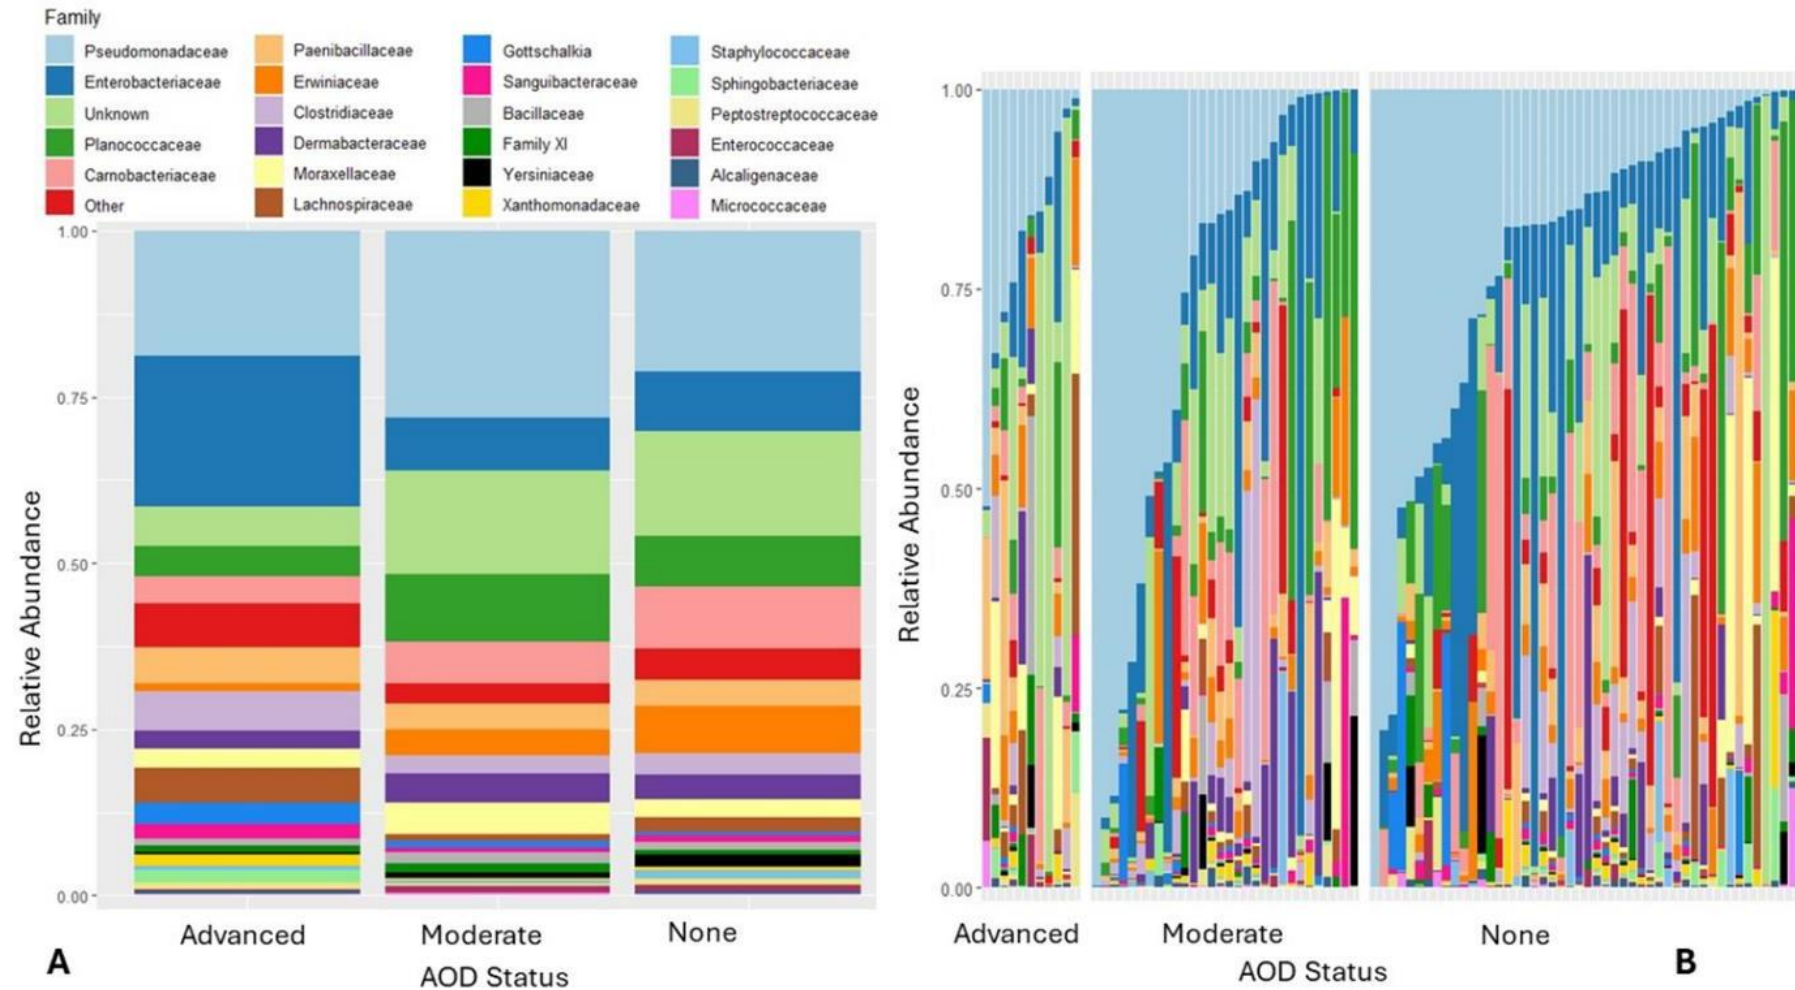 Family
Pseudomonadaceae Paenibacillaceae Gottschalkia Staphylococcaceae
Enterobacteriaceae Erwiniaceae Sanguibacteraceae Sphingobacteriaceae
Unknown Clostridiaceae Bacillaceae Peptostreptococcaceae
Planococcaceae Dermabacteraceae Family XI Enterococcaceae
Carnobacteriaceae Moraxellaceae Yersiniaceae Alcaligenaceae
Other Lachnospiraceae Xanthomonadaceae Micrococcaceae
1.00
0.75
0.50
0.25
0.00
Relative Abundance
Advanced Moderate None
AOD Status
A
1.00
0.75
0.50
0.25
0.00
Relative Abundance
Advanced Moderate None
AOD Status
B